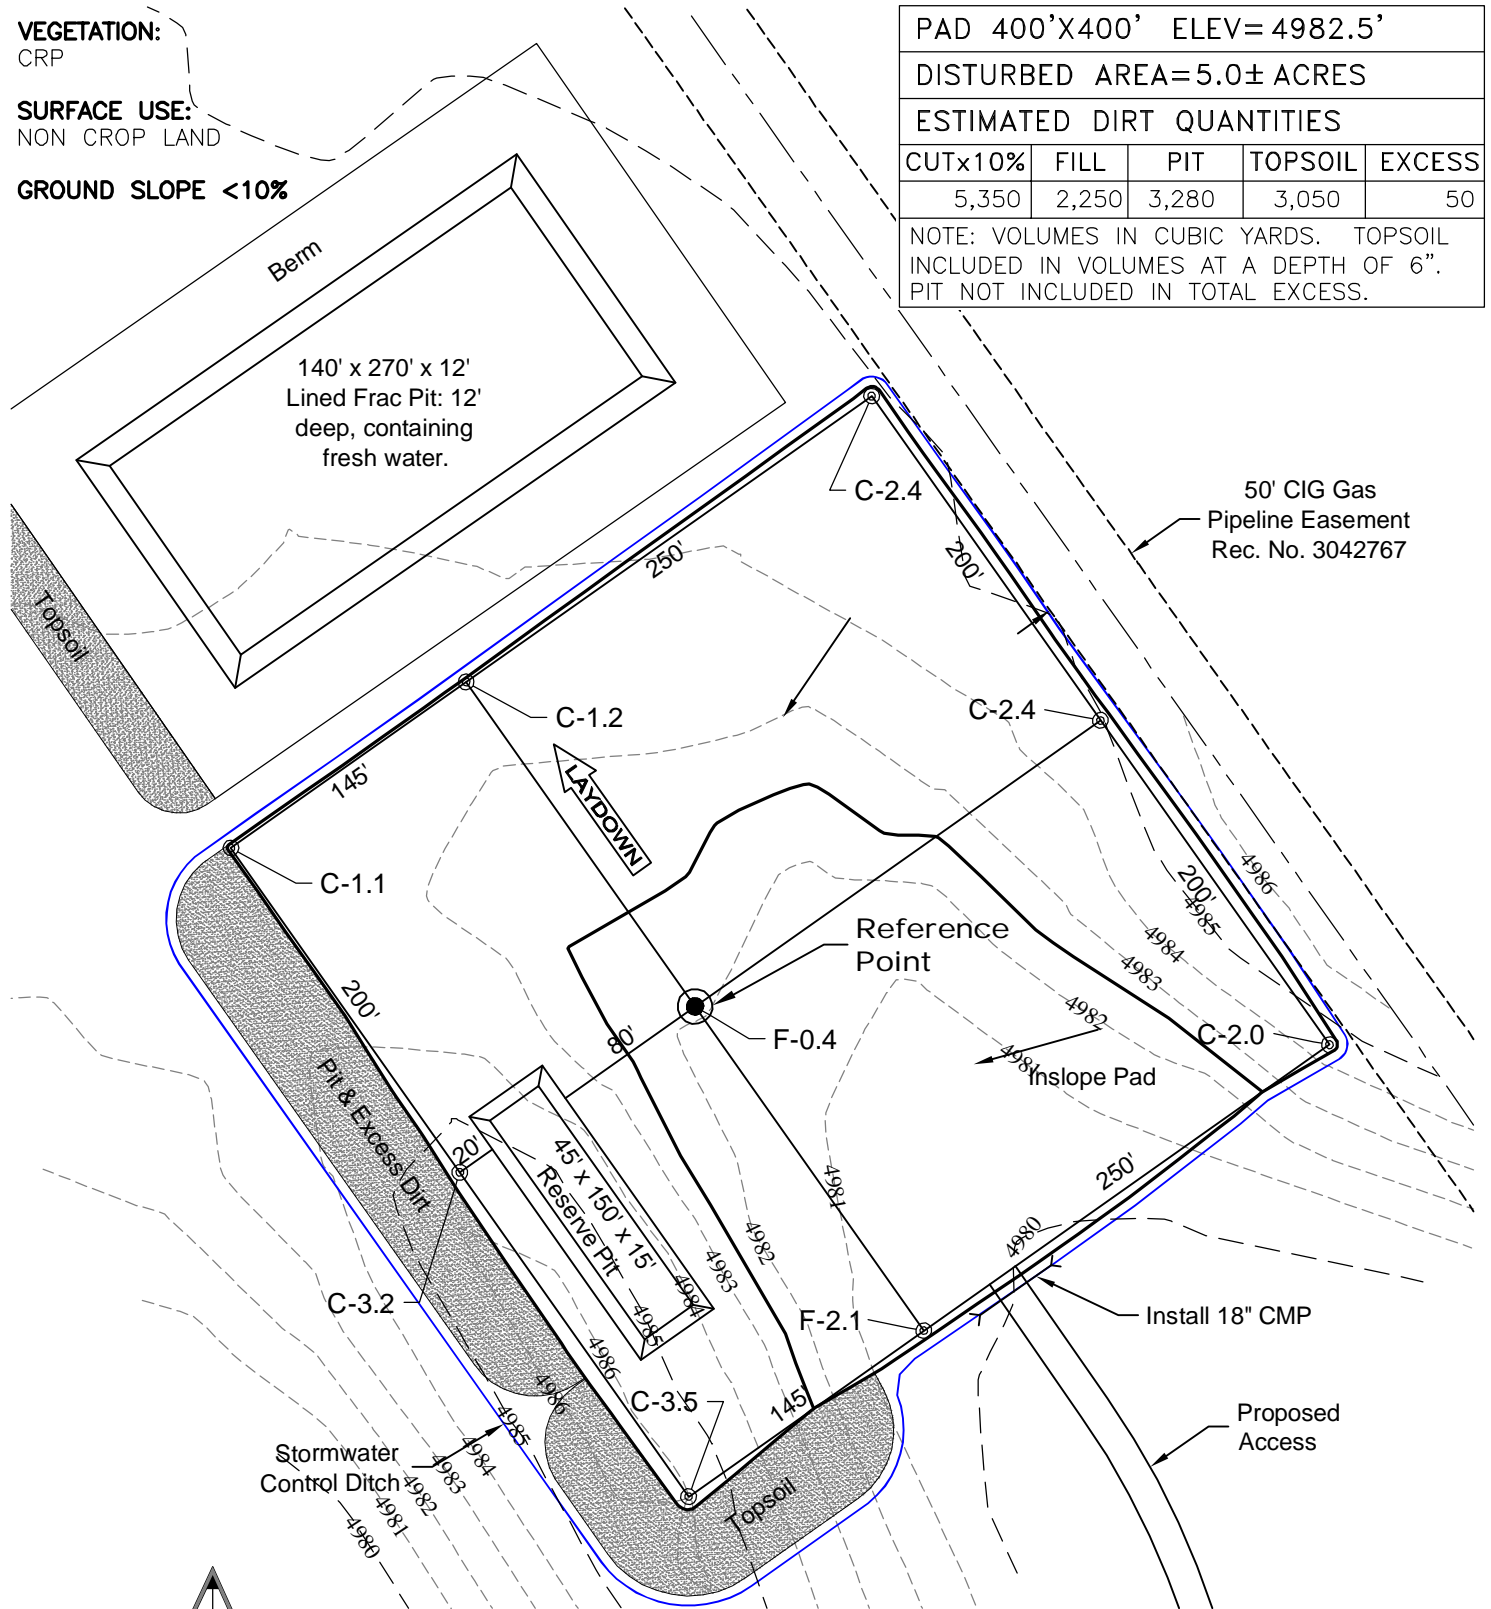 VEGETATION:
CRP
SURFACE USE:
NON CROP LAND
GROUND SLOPE <10%
PAD 400'X400' ELEV=4982.5'
DISTURBED AREA=5.0± ACRES
ESTIMATED DIRT QUANTITIES
CUTx10% FILL PIT TOPSOIL EXCESS
5,350 2,250 3,280 3,050 50
NOTE: VOLUMES IN CUBIC YARDS. TOPSOIL
INCLUDED IN VOLUMES AT A DEPTH OF 6".
PIT NOT INCLUDED IN TOTAL EXCESS.
Berm
140' x 270' x 12'
Lined Frac Pit: 12'
deep, containing
fresh water.
Topsoil
C-2.4
50' CIG Gas
Pipeline Easement
Rec. No. 3042767
250'
200'
C-1.2
C-2.4
145'
LAYDOWN
C-1.1
200'
4986
4985
4984
4983
4982
4981
Reference
Point
F-0.4
C-2.0
Inslope Pad
200'
80'
Pit & Excess Dirt
20'
45' x 150' x 15'
Reserve Pit
250'
4981
4980
4982
4983
4984
4985
4986
C-3.2
F-2.1
Install 18" CMP
C-3.5
145'
4986
4985
4984
4983
4982
4981
4980
Stormwater
Control Ditch
Proposed
Access
Topsoil